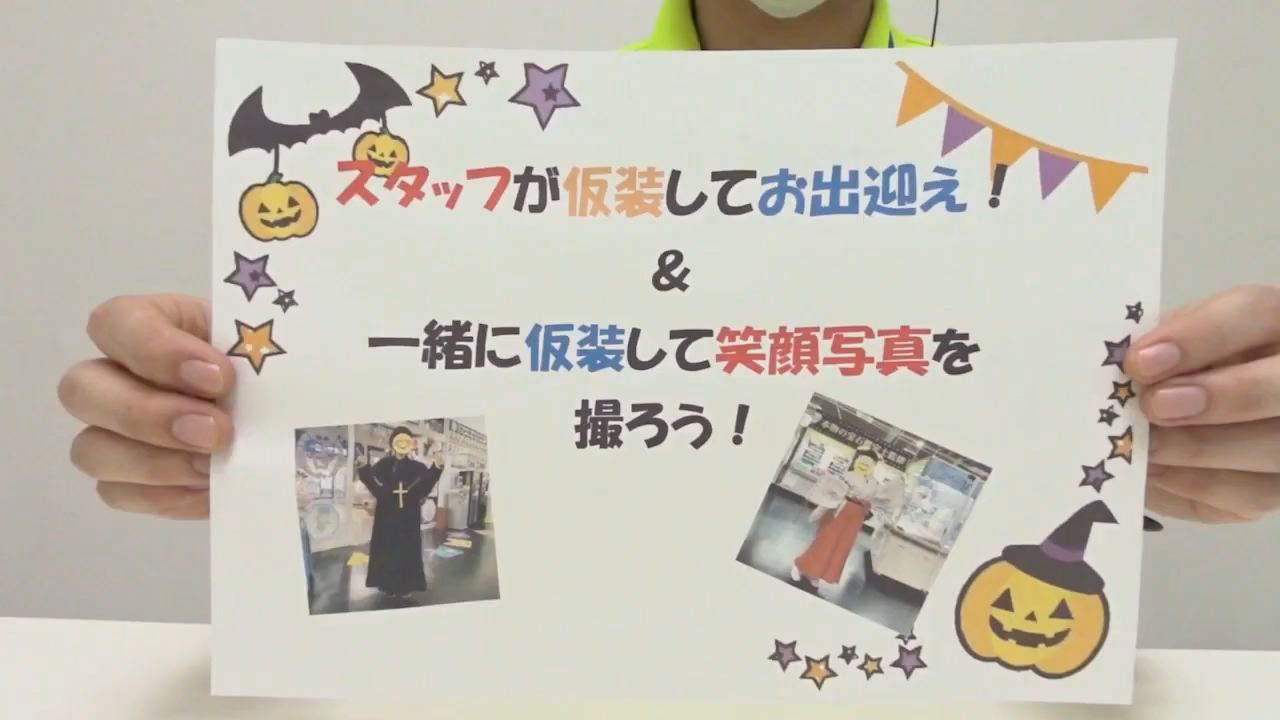 スタッフが仮装してお出迎え！
&
一緒に仮装して笑顔写真を
撮ろう！